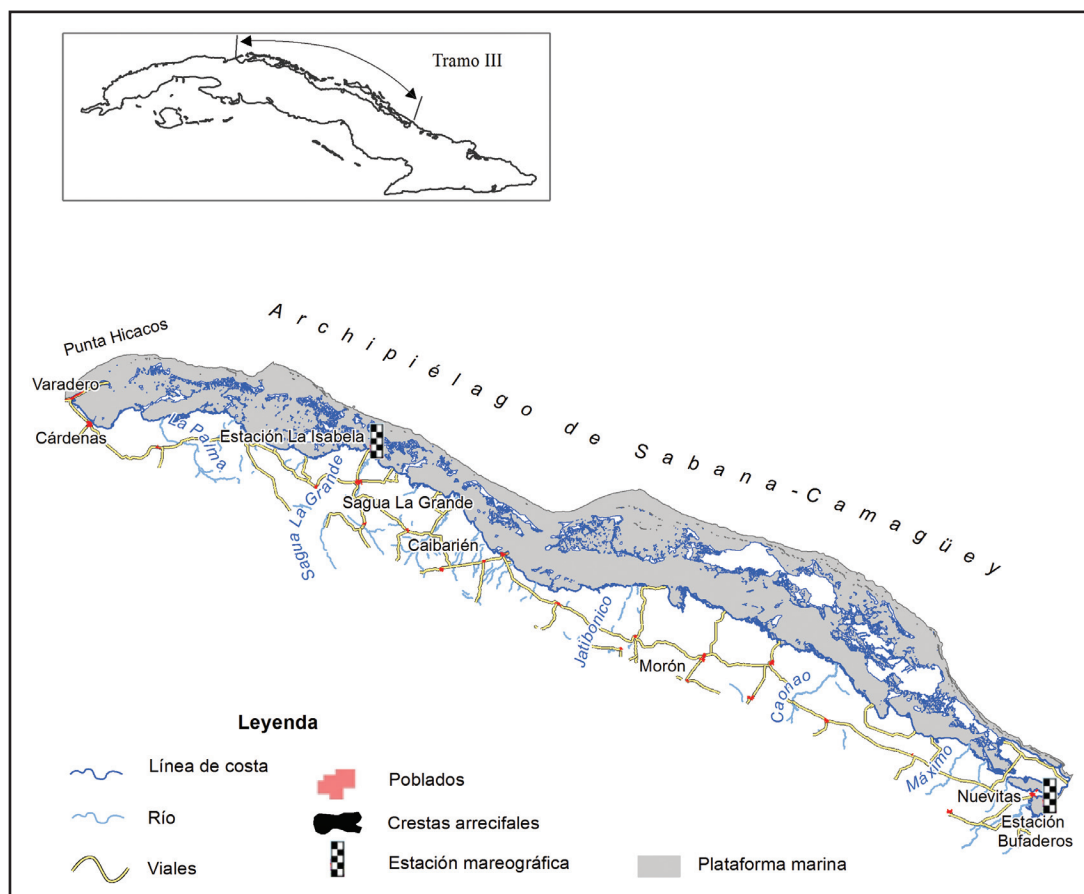 Tramo III
Archipiélago de Sabana-Camagüey
Punta Hicacos
Varadero
Cárdenas
La Palma
Estación La Isabela
Sagua La Grande
Sagua La Grande
Caibarién
Jatibonico
Morón
Caonao
Máximo
Nuevitas
Estación
Bufaderos
Leyenda
Línea de costa
Río
Viales
Poblados
Crestas arrecifales
Estación mareográfica
Plataforma marina